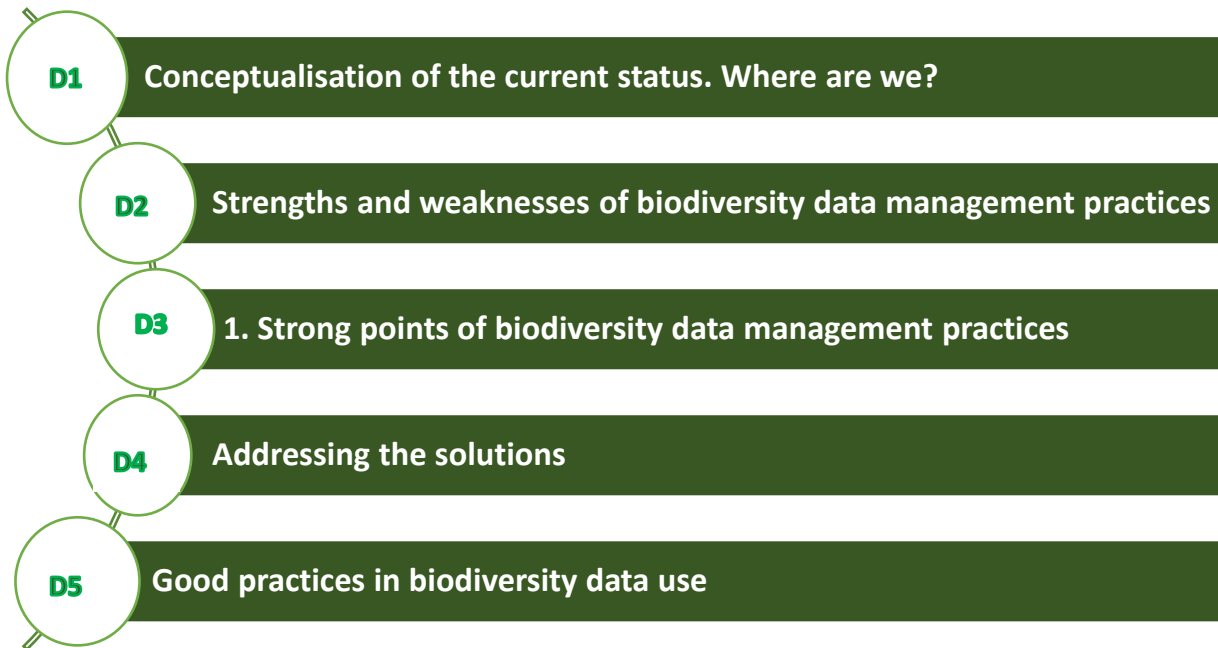 D1
Conceptualisation of the current status. Where are we?
D2
Strengths and weaknesses of biodiversity data management practices
D3
1. Strong points of biodiversity data management practices
D4
Addressing the solutions
D5
Good practices in biodiversity data use